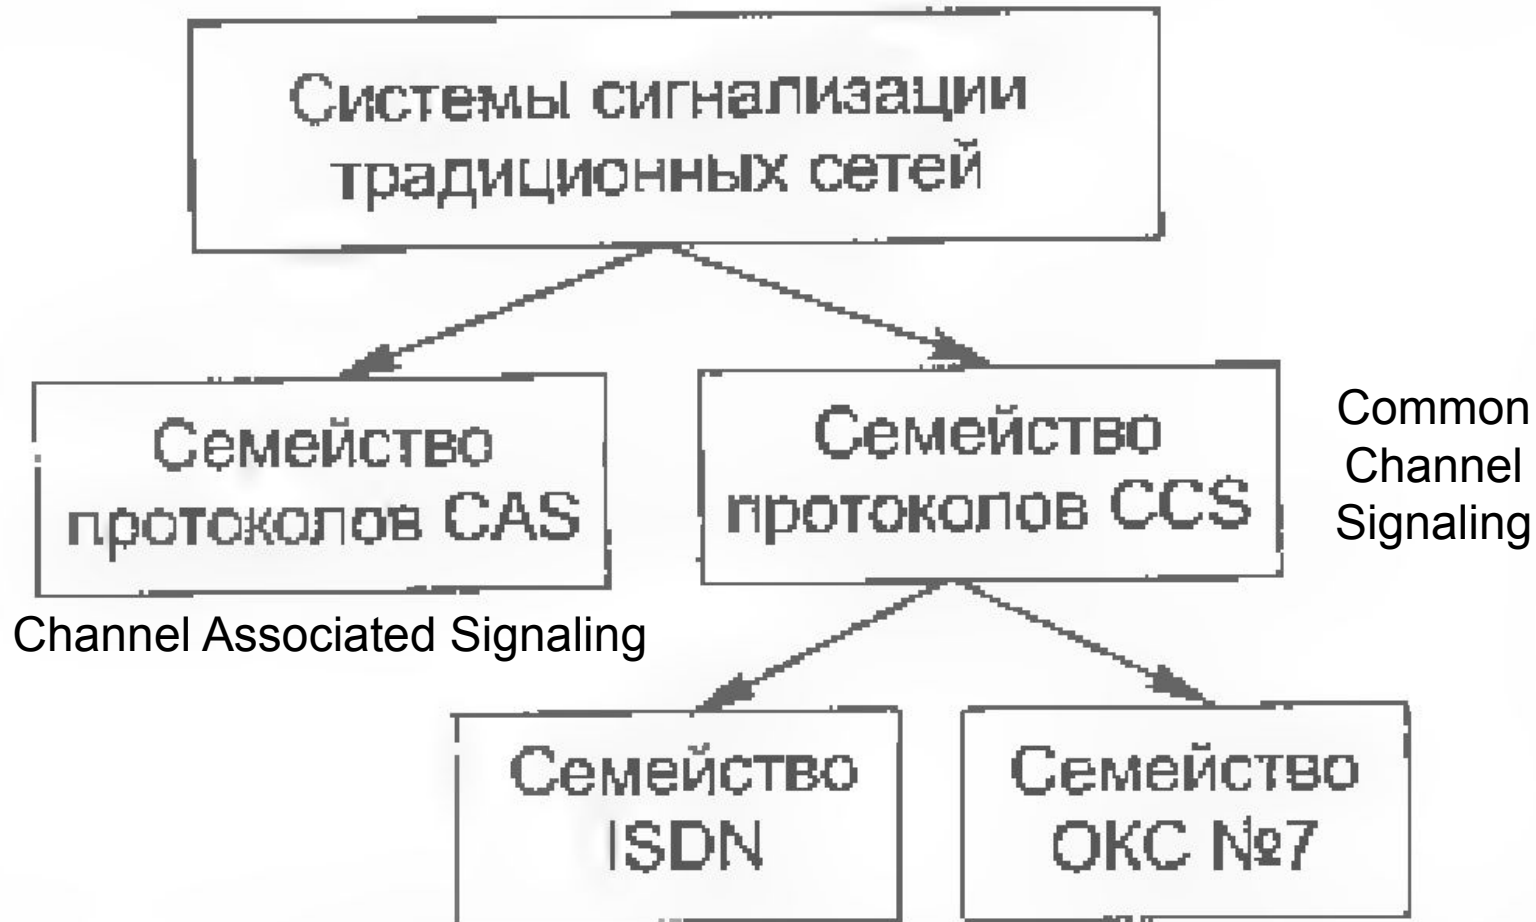 Системы сигнализации
традиционных сетей
Семейство
протоколов CAS
Семейство
протоколов CCS
Common
Channel
Signaling
Channel Associated Signaling
Семейство
ISDN
Семейство
ОКС №7